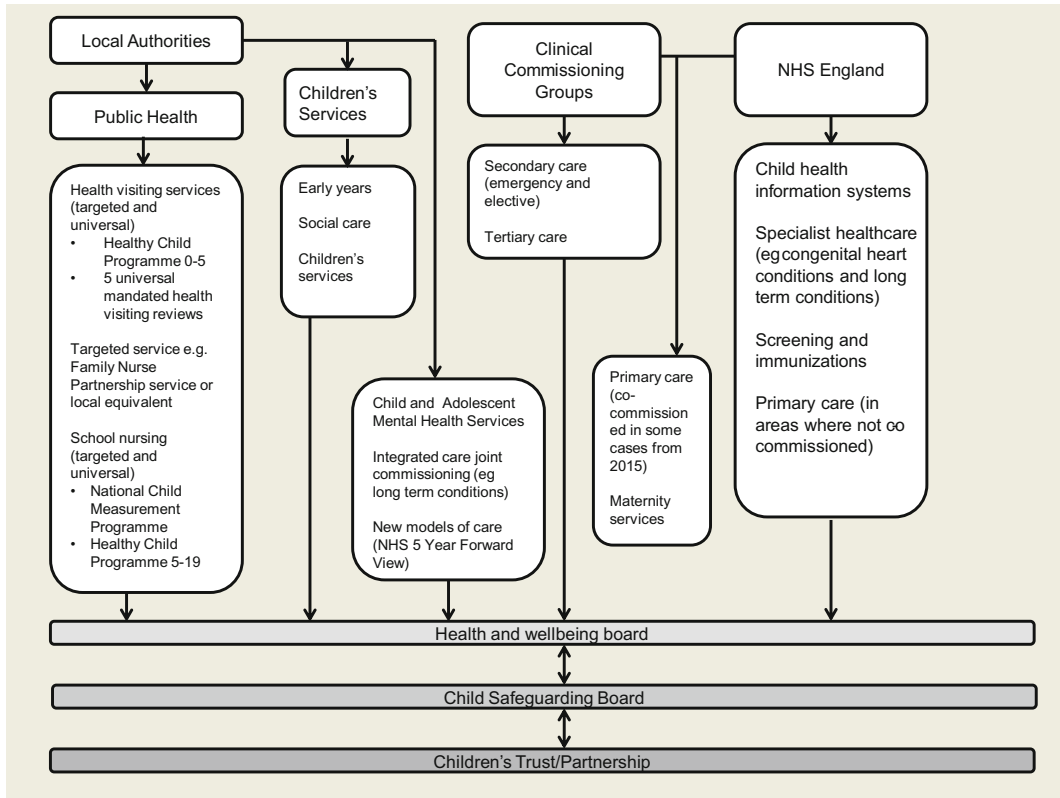 Local Authorities
Public Health
Health visiting services
(targeted and
universal)
• Healthy Child
Programme 0-5
• 5 universal
mandated health
visiting reviews
Targeted service e.g.
Family Nurse
Partnership service or
local equivalent
School nursing
(targeted and
universal)
• National Child
Measurement
Programme
• Healthy Child
Programme 5-19
Children's
Services
Early years
Social care
Children's
services
Child and Adolescent
Mental Health Services
Integrated care joint
commissioning (eg
long term conditions)
New models of care
(NHS 5 Year Forward
View)
Clinical
Commissioning
Groups
Secondary care
(emergency and
elective)
Tertiary care
Primary care
(co-
commission
ed in some
cases from
2015)
Maternity
services
NHS England
Child health
information systems
Specialist healthcare
(eg congenital heart
conditions and long
term conditions)
Screening and
immunizations
Primary care (in
areas where not co
commissioned)
Health and wellbeing board
Child Safeguarding Board
Children's Trust/Partnership